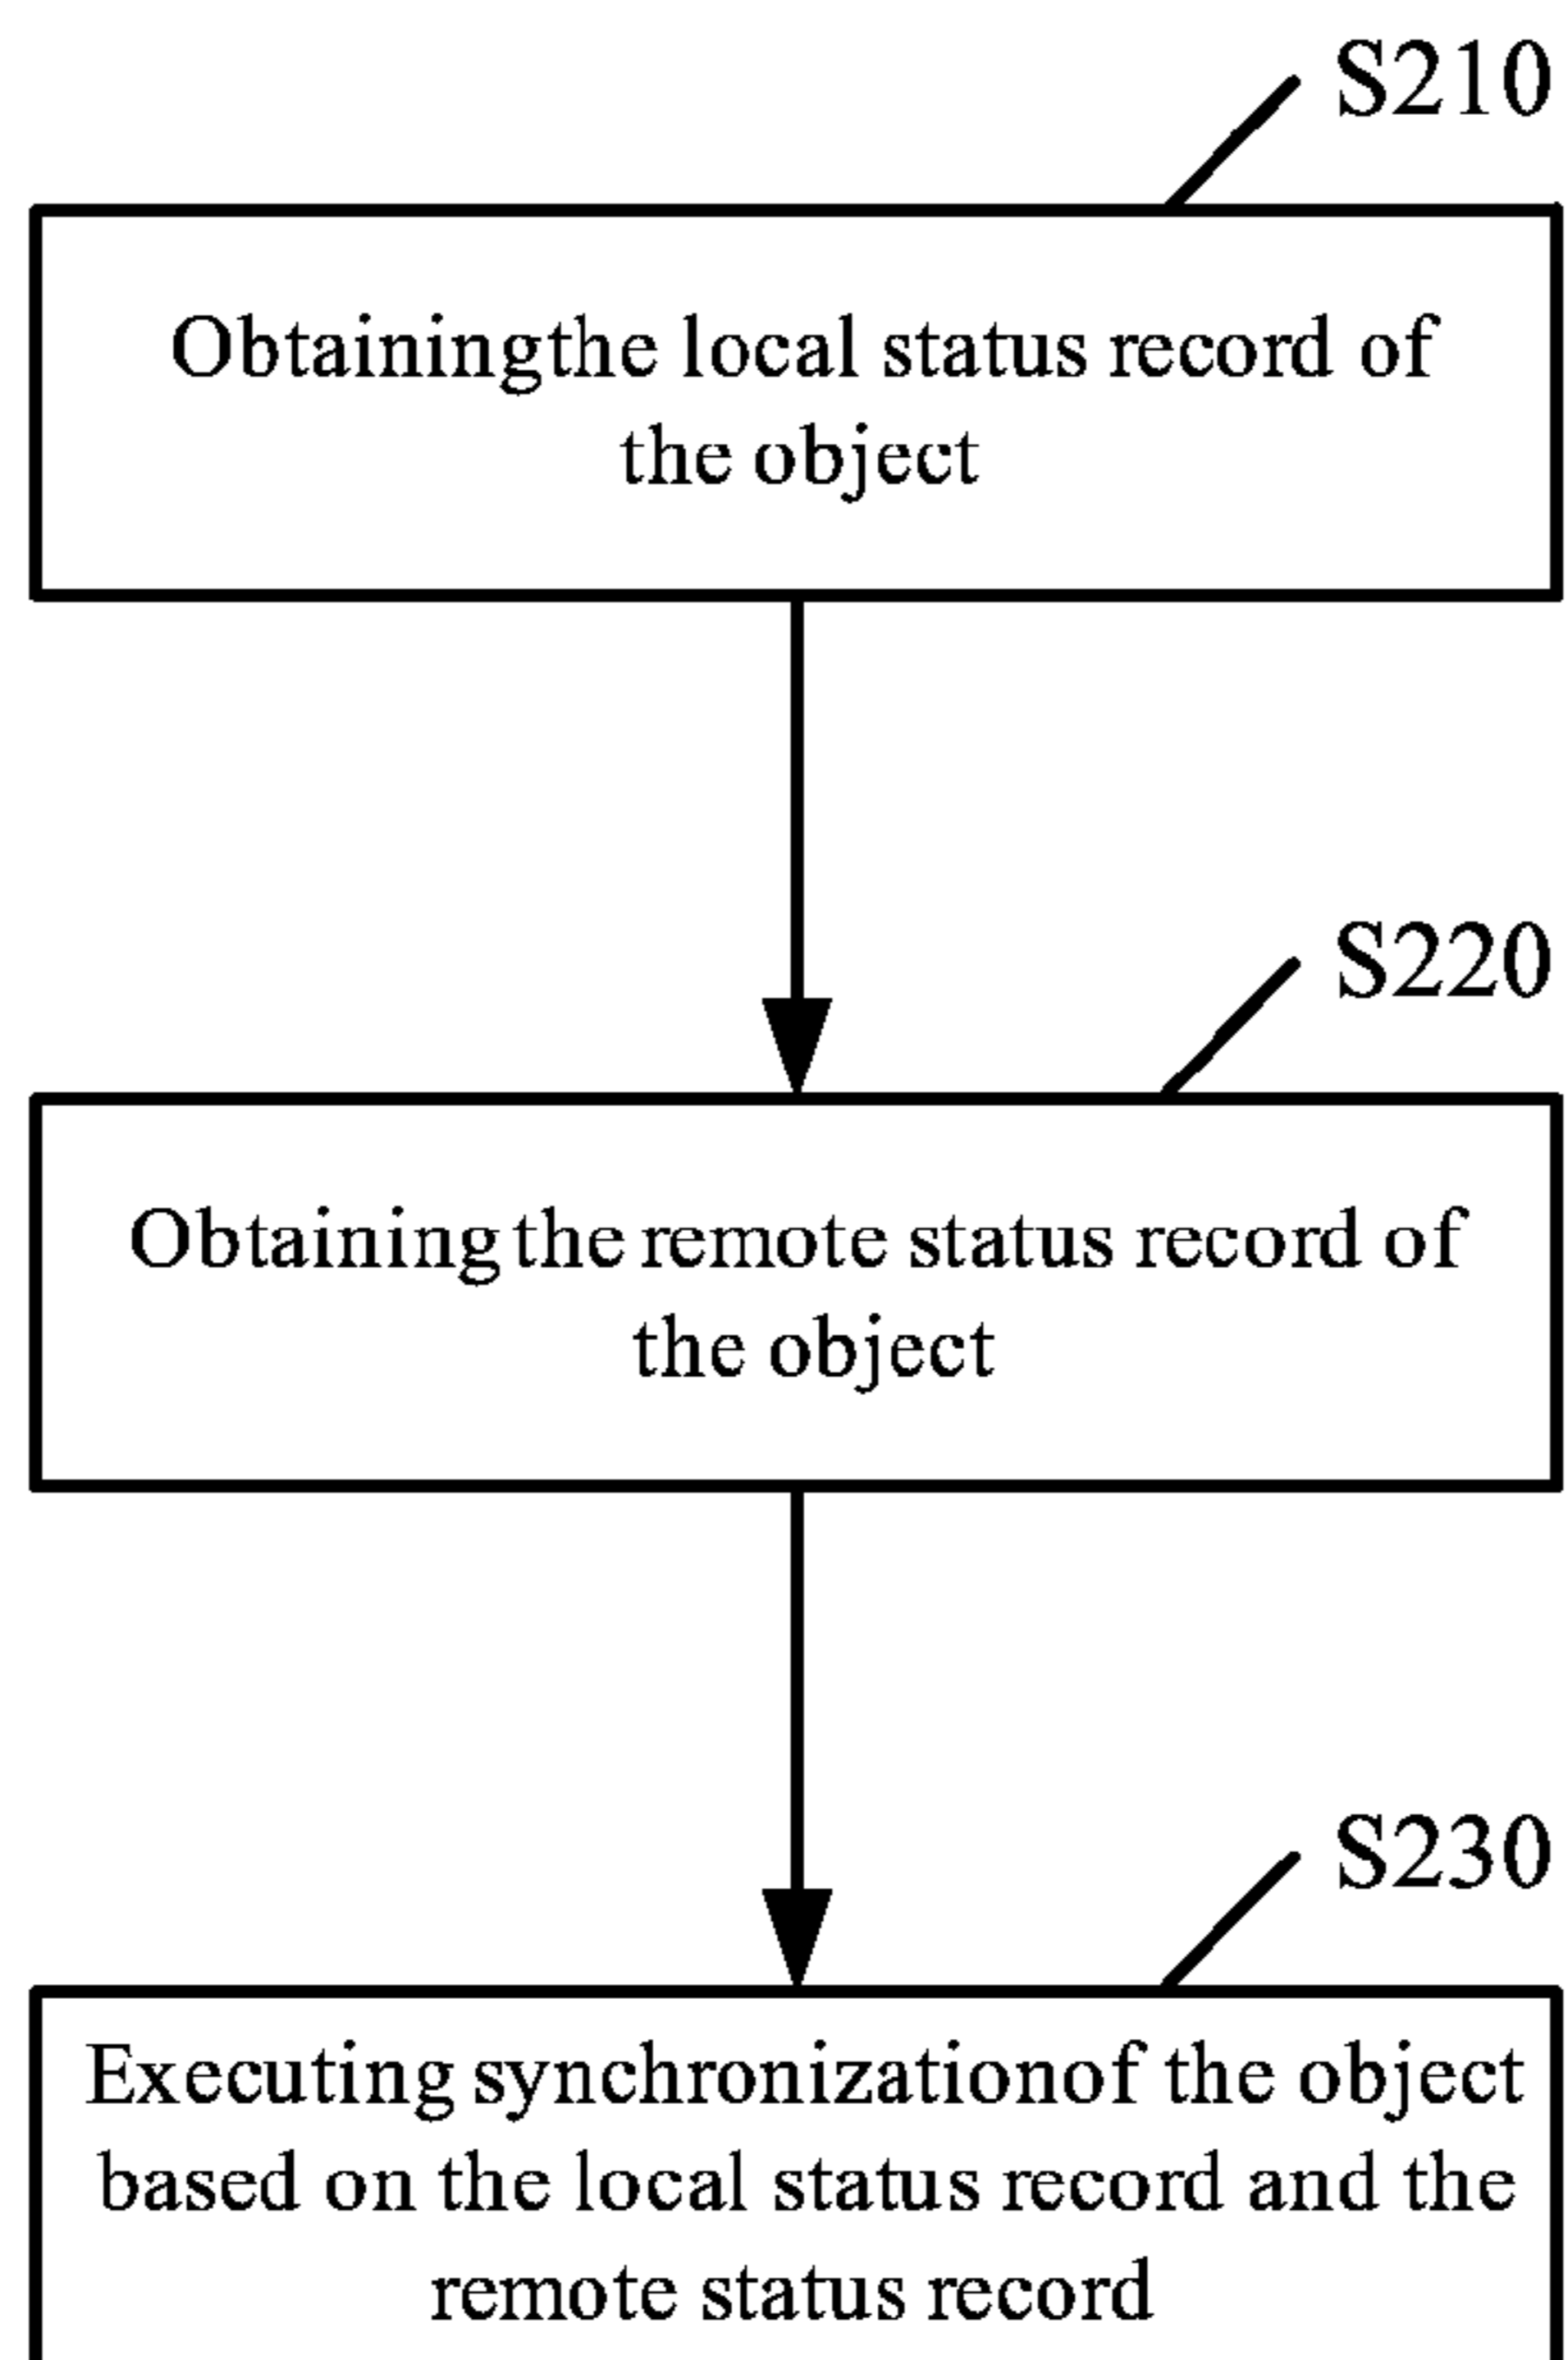 S210
Obtainingthe local status record of
the object
S220
Obtaining the remote status record of
the object
S230
Executing synchronizationof the object
based on the local status record and the
remote status record